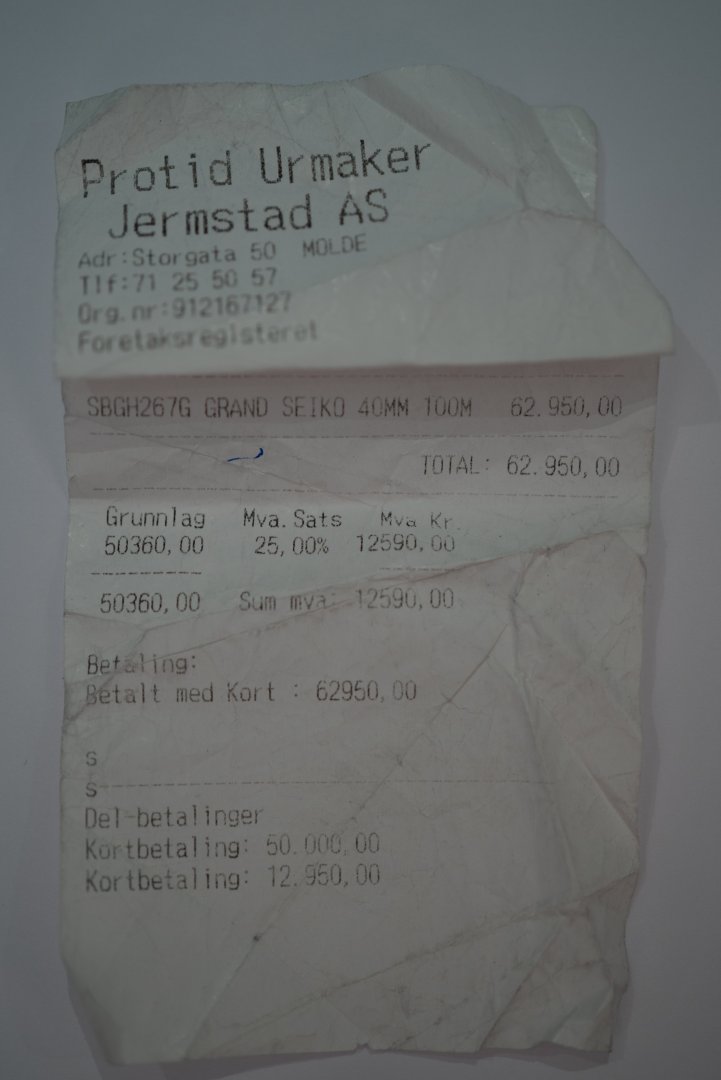 Protid Urmaker
Jermstad AS
Adr:Storgata 50 MOLDE
Tlf:71 25 50 57
Org.nr:912167127
Foretaksregisteret
SBGH267G GRAND SEIKO 40MM 100M 62.950,00
TOTAL: 62.950,00
Grunnlag Mva.Sats Mva Kr.
50360,00 25,00% 12590,00
50360,00 Sum mva: 12590,00
Betaling:
Betalt med Kort : 62950,00
s
s
Del-betalinger
Kortbetaling: 50.000,00
Kortbetaling: 12.950,00